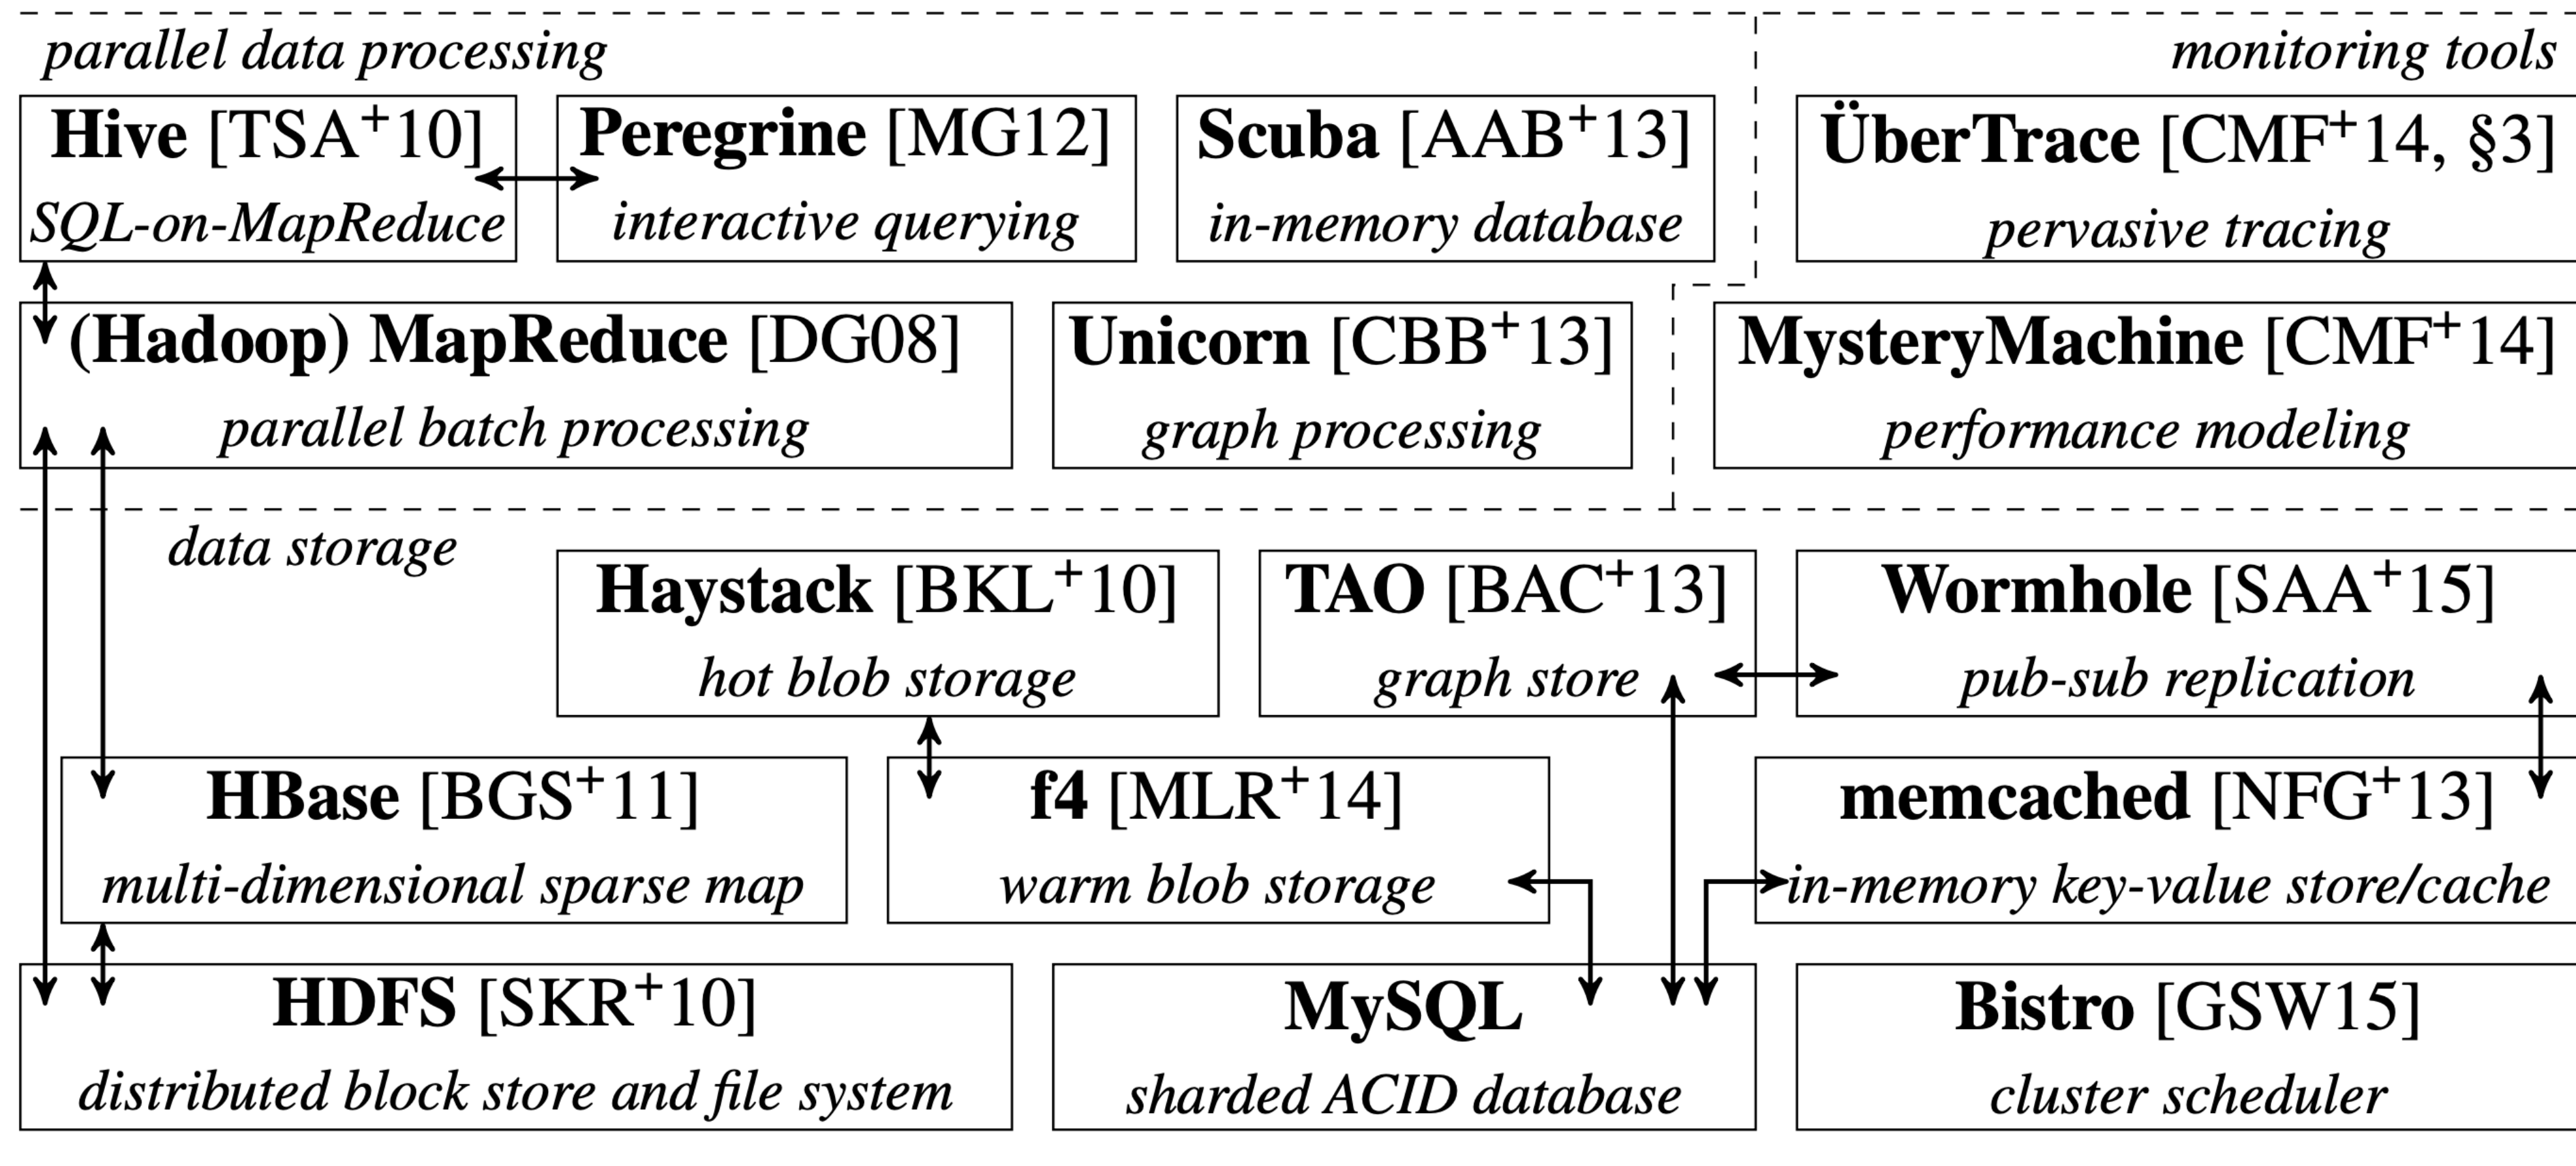 parallel data processing
monitoring tools
Hive [TSA+10]
SQL-on-MapReduce
Peregrine [MG12]
interactive querying
Scuba [AAB+13]
in-memory database
ÜberTrace [CMF+14, §3]
pervasive tracing
(Hadoop) MapReduce [DG08]
parallel batch processing
Unicorn [CBB+13]
graph processing
MysteryMachine [CMF+14]
performance modeling
data storage
Haystack [BKL+10]
hot blob storage
TAO [BAC+13]
graph store
Wormhole [SAA+15]
pub-sub replication
HBase [BGS+11]
multi-dimensional sparse map
f4 [MLR+14]
warm blob storage
memcached [NFG+13]
in-memory key-value store/cache
HDFS [SKR+10]
distributed block store and file system
MySQL
sharded ACID database
Bistro [GSW15]
cluster scheduler